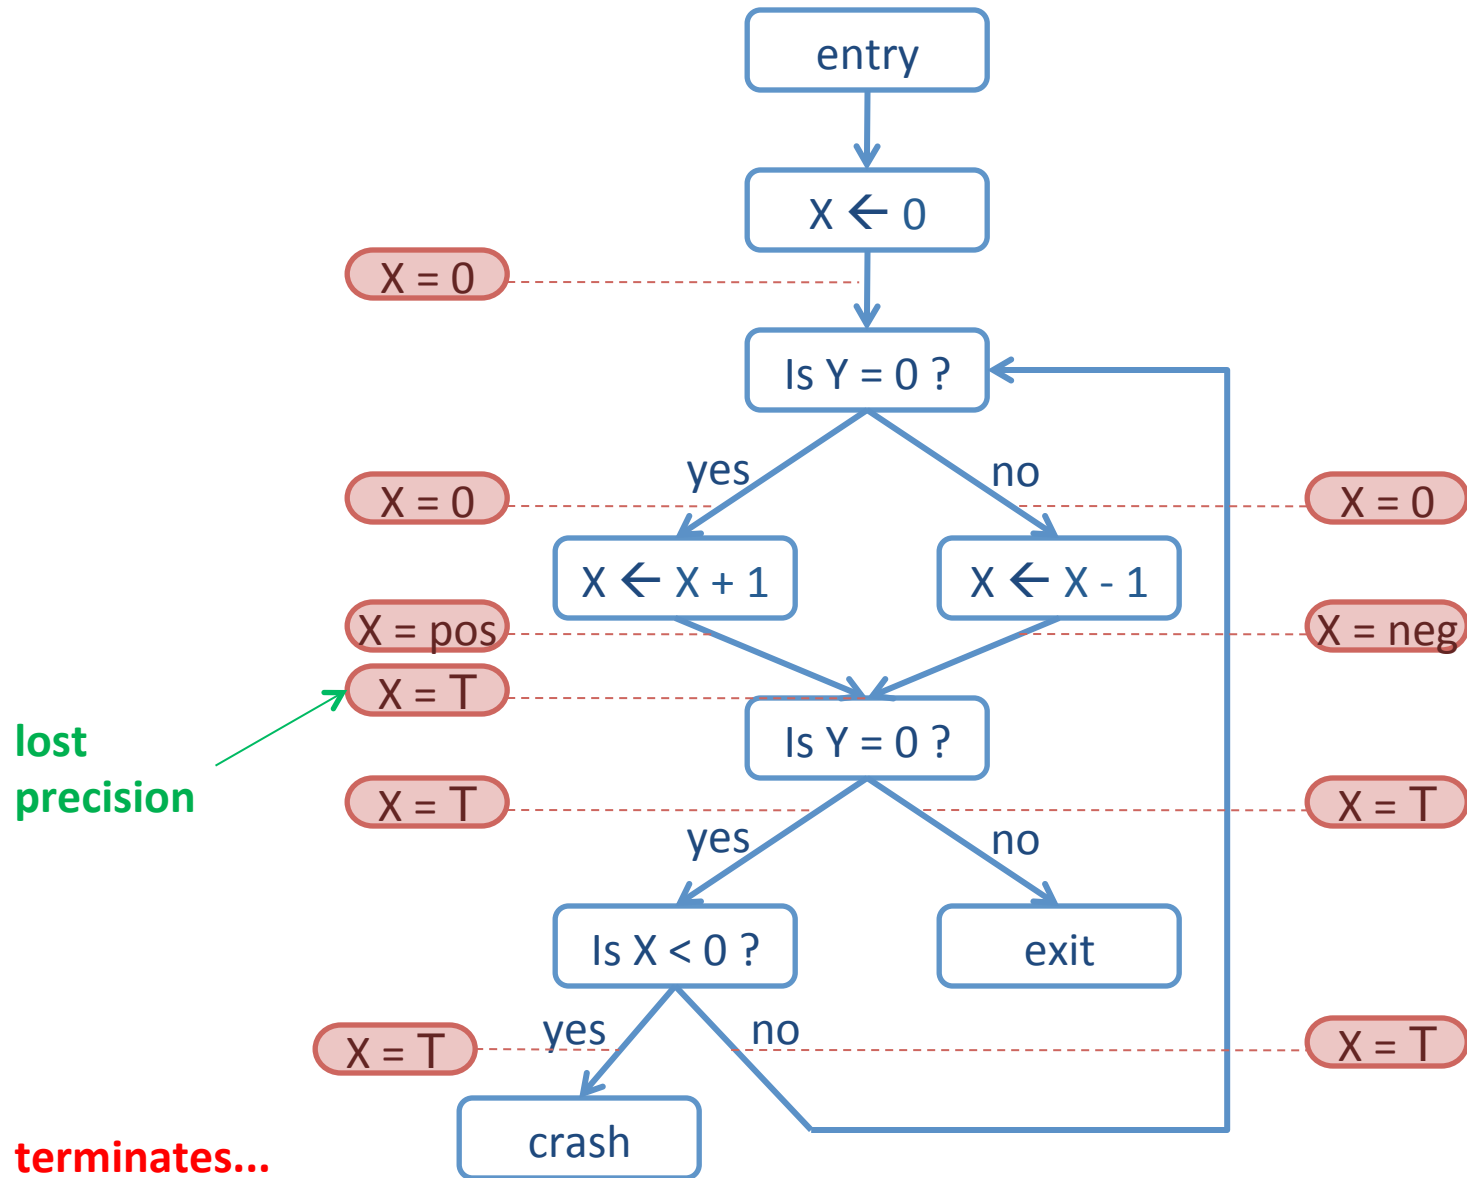 entry
X ← 0
X = 0
Is Y = 0 ?
yes
no
X = 0
X = 0
X ← X + 1
X ← X - 1
X = pos
X = neg
X = T
lost
precision
Is Y = 0 ?
X = T
X = T
yes
no
Is X < 0 ?
exit
yes
no
X = T
X = T
crash
terminates...